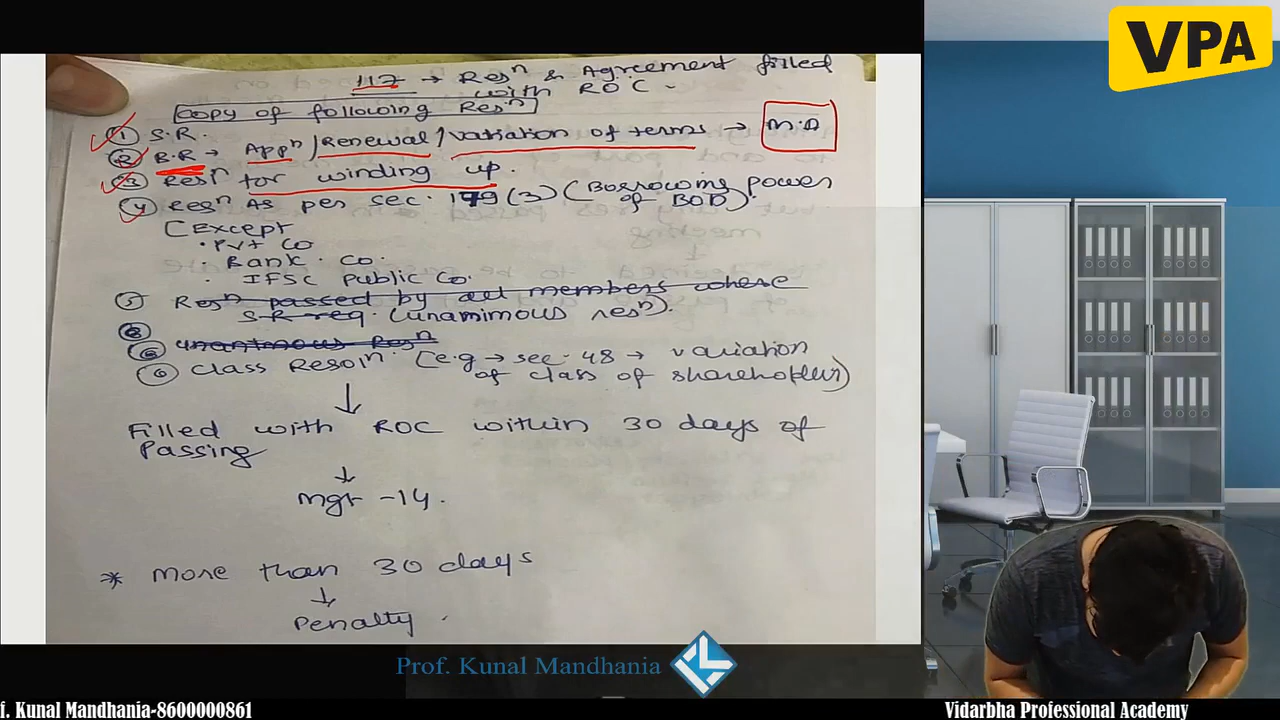 VPA
117 → Resⁿ & Agreement filled
with ROC -
Copy of following Resⁿ
① S.R.
② B.R → Appⁿ / Renewal / Variation of terms → M.D
③ Resⁿ for winding up.
④ Resⁿ As per sec. 179 (3) (Borrowing power
of BOD).
(Except
• Pvt Co
• Bank. Co.
• IFSC Public Co.
⑤ Resⁿ passed by all members where
S.R req. (unamimous resⁿ).
unanimous Resⁿ
⑥ Class Resolⁿ. (e.g → sec. 48 → variation
of class of shareholders)
Filled with ROC within 30 days of
Passing
mgt -14.
* More than 30 days
Penalty.
Prof. Kunal Mandhania
f. Kunal Mandhania-8600000861
Vidarbha Professional Academy